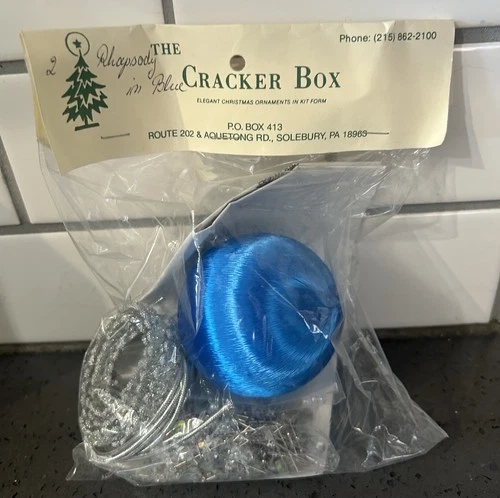 Phone: (215) 862-2100
2 Rhapsody in Blue
THE
CRACKER BOX
ELEGANT CHRISTMAS ORNAMENTS IN KIT FORM
P.O. BOX 413
ROUTE 202 & AQUETONG RD., SOLEBURY, PA 18963